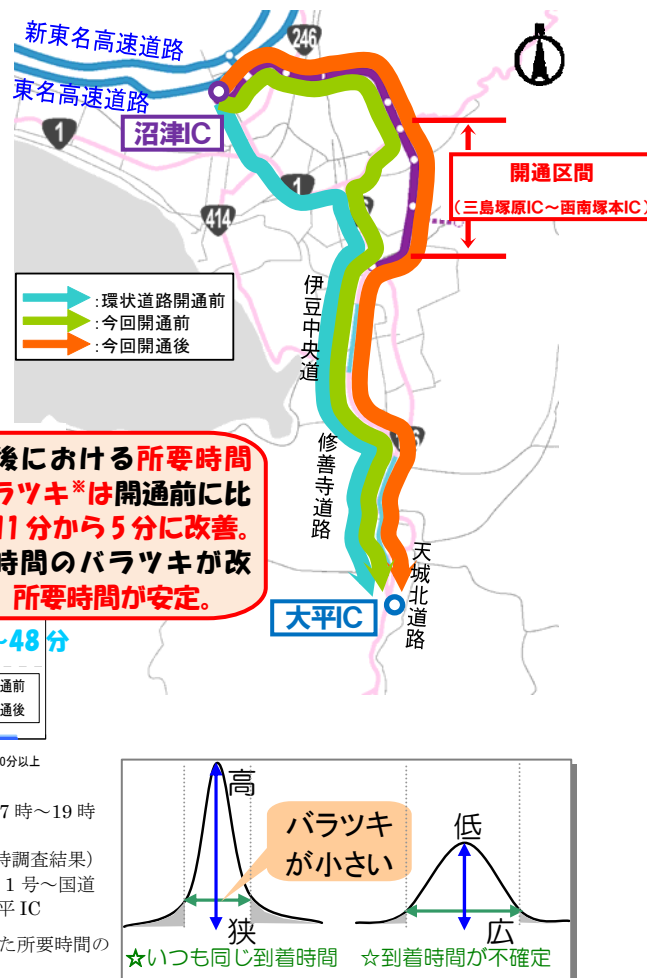 新東名高速道路
東名高速道路
246
沼津IC
1
1
414
開通区間
(三島塚原IC～函南塚本IC)
:環状道路開通前
:今回開通前
:今回開通後
伊豆中央道
修善寺道路
天城北道路
大平IC
後における所要時間
ラツキ※は開通前に比
11分から5分に改善。
時間のバラツキが改
所要時間が安定。
~48分
通前
通後
0分以上
7時～19時
時調査結果)
1号～国道
平IC
た所要時間の
高
バラツキ
が小さい
狭
☆いつも同じ到着時間
低
広
☆到着時間が不確定